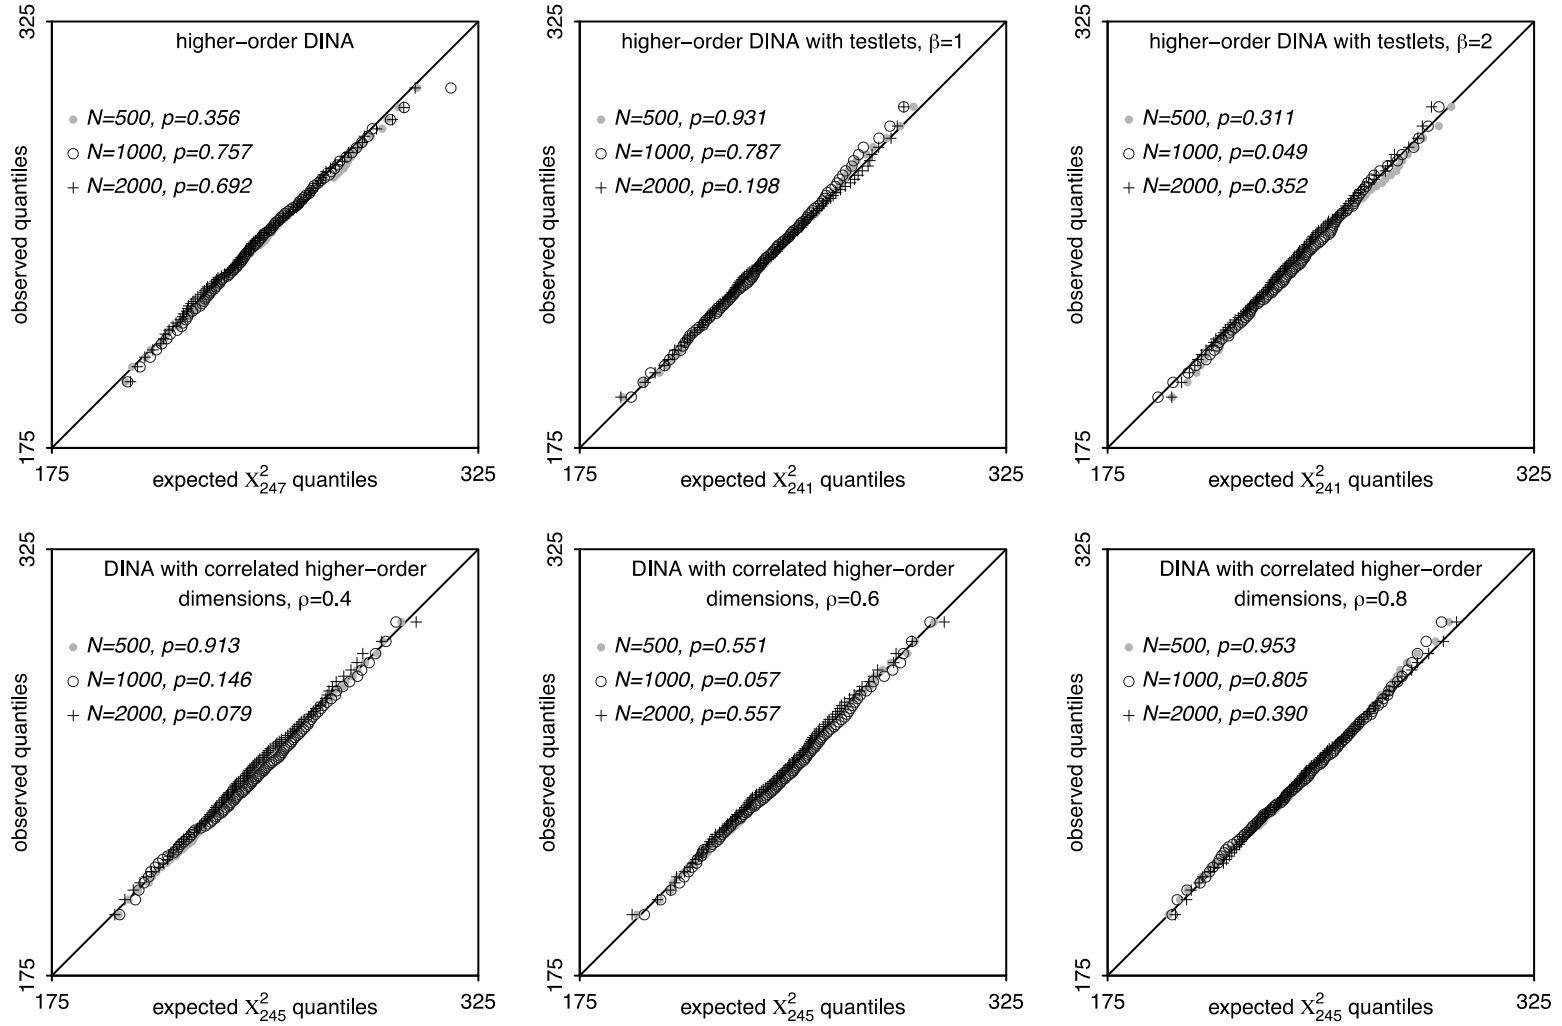 325
higher−order DINA
N=500, p=0.356
N=1000, p=0.757
N=2000, p=0.692
observed quantiles
175
175
expected Χ²₂₄₇ quantiles
325
325
higher−order DINA with testlets, β=1
N=500, p=0.931
N=1000, p=0.787
N=2000, p=0.198
observed quantiles
175
175
expected Χ²₂₄₁ quantiles
325
325
higher−order DINA with testlets, β=2
N=500, p=0.311
N=1000, p=0.049
N=2000, p=0.352
observed quantiles
175
175
expected Χ²₂₄₁ quantiles
325
325
DINA with correlated higher−order
dimensions, ρ=0.4
N=500, p=0.913
N=1000, p=0.146
N=2000, p=0.079
observed quantiles
175
175
expected Χ²₂₄₅ quantiles
325
325
DINA with correlated higher−order
dimensions, ρ=0.6
N=500, p=0.551
N=1000, p=0.057
N=2000, p=0.557
observed quantiles
175
175
expected Χ²₂₄₅ quantiles
325
325
DINA with correlated higher−order
dimensions, ρ=0.8
N=500, p=0.953
N=1000, p=0.805
N=2000, p=0.390
observed quantiles
175
175
expected Χ²₂₄₅ quantiles
325